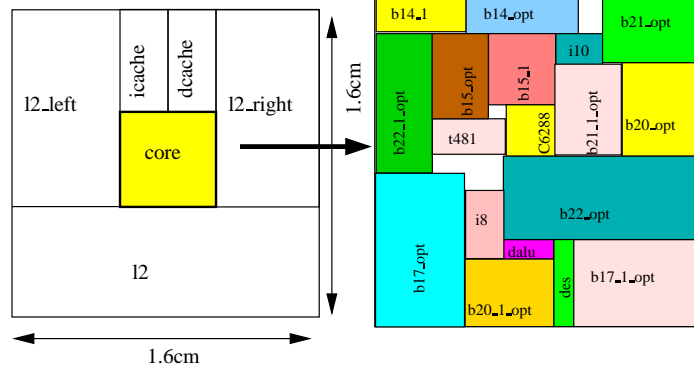 icache
dcache
l2_left
l2_right
core
l2
1.6cm
1.6cm
b14_1
b14_opt
b21_opt
i10
b22_1_opt
b15_opt
b15_1
t481
C6288
b21_1_opt
b20_opt
b17_opt
i8
b22_opt
dalu
b20_1_opt
des
b17_1_opt